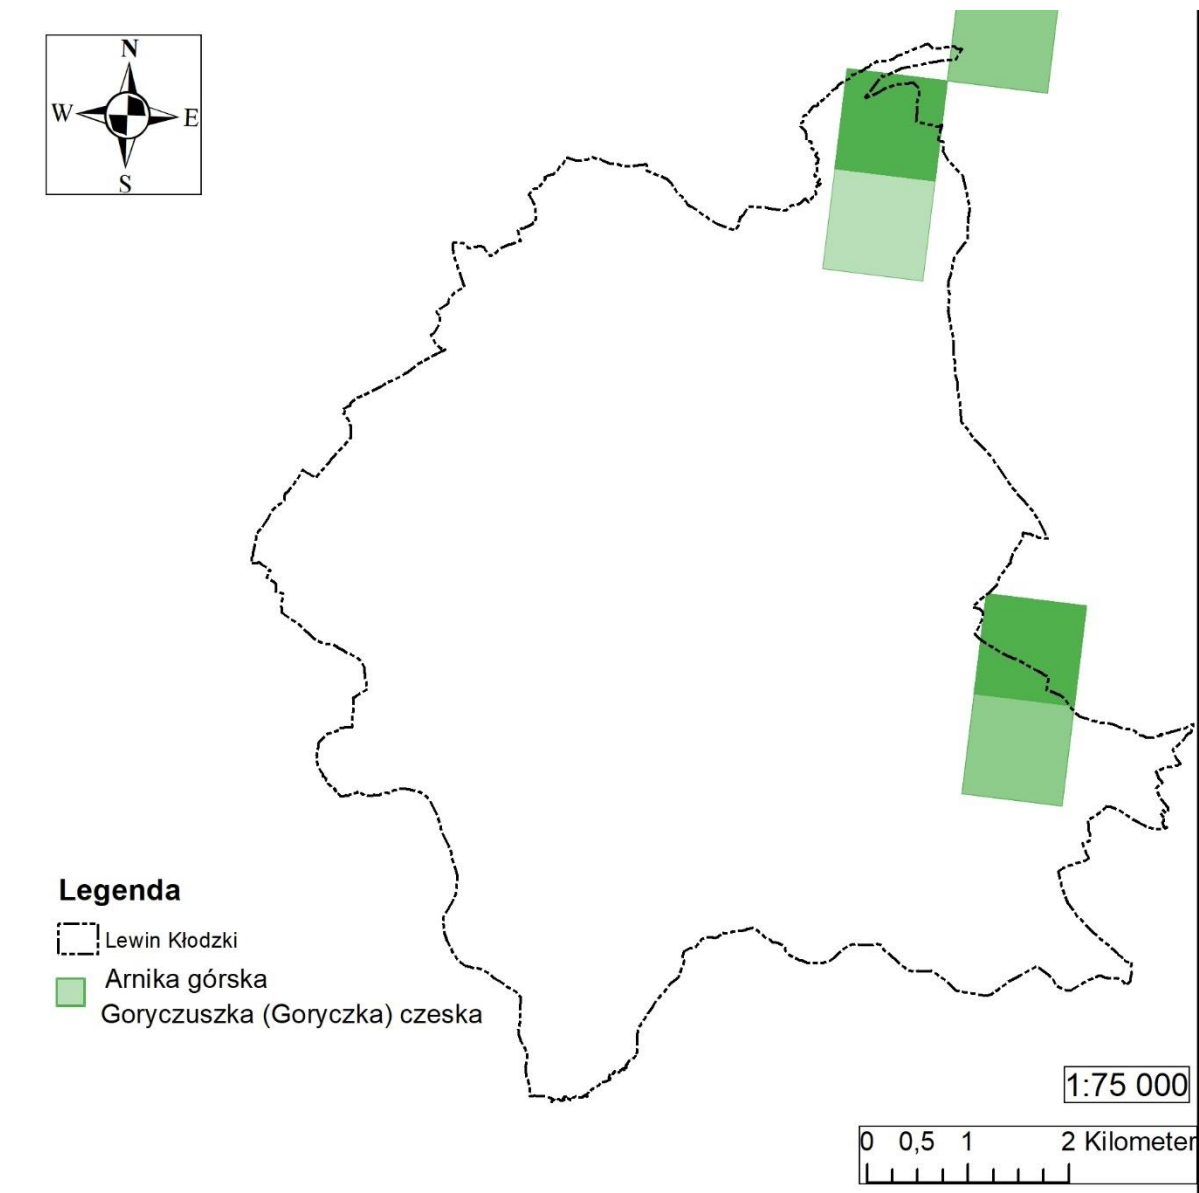 N
W E
S
Legenda
Lewin Kłodzki
Arnika górska
Goryczuszka (Goryczka) czeska
1:75 000
0 0,5 1 2 Kilometer